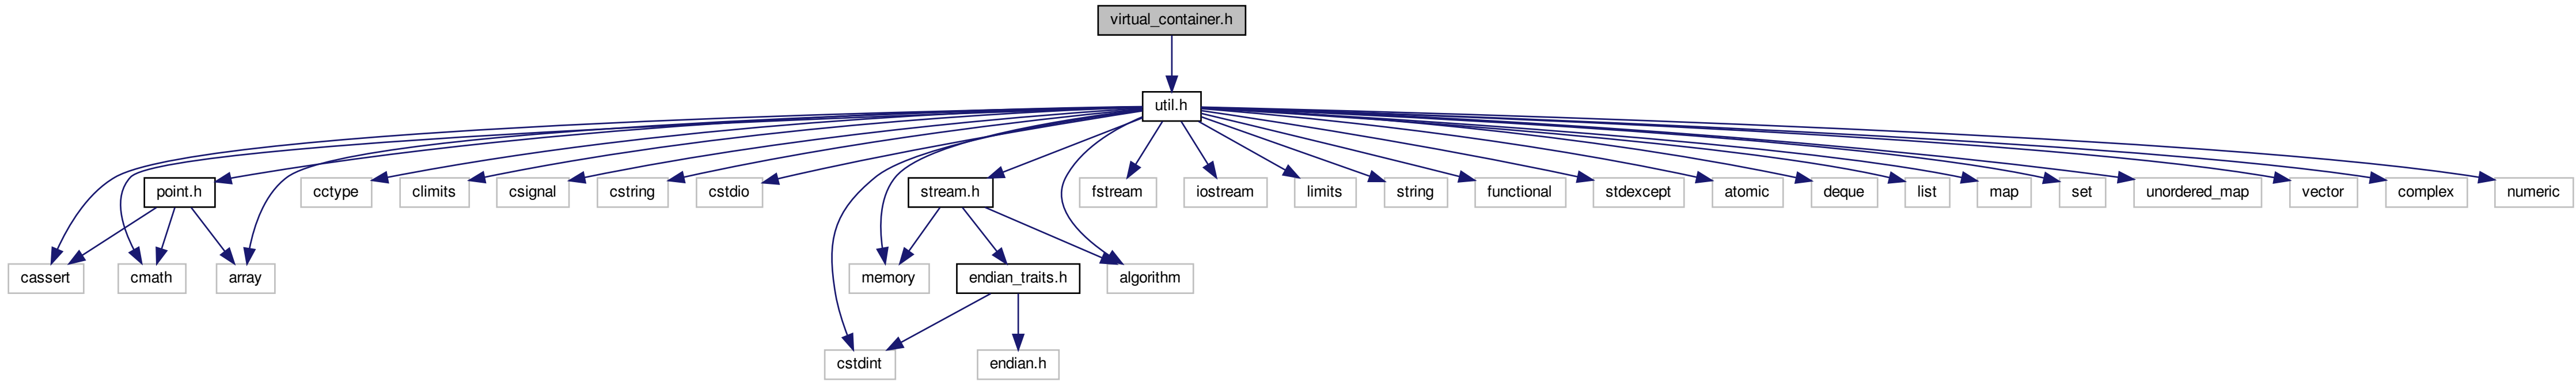 virtual_container.h
util.h
point.h
cctype
climits
csignal
cstring
cstdio
stream.h
fstream
iostream
limits
string
functional
stdexcept
atomic
deque
list
map
set
unordered_map
vector
complex
numeric
cassert
cmath
array
memory
endian_traits.h
algorithm
cstdint
endian.h